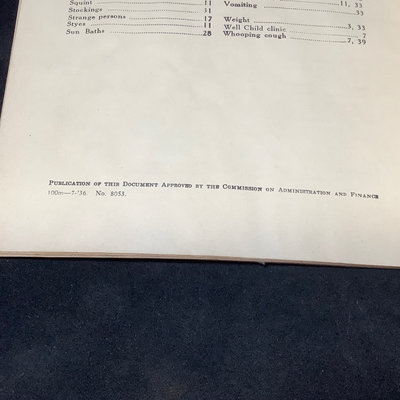 Squint 11
Stockings 31
Strange persons 17
Styes 11
Sun Baths 28
Vomiting 11, 33
33
Weight 3, 33
Well Child clinic 7
Whooping cough 7, 39
PUBLICATION OF THIS DOCUMENT APPROVED BY THE COMMISSION ON ADMINISTRATION AND FINANCE
100m—7-'36. No. 8053.